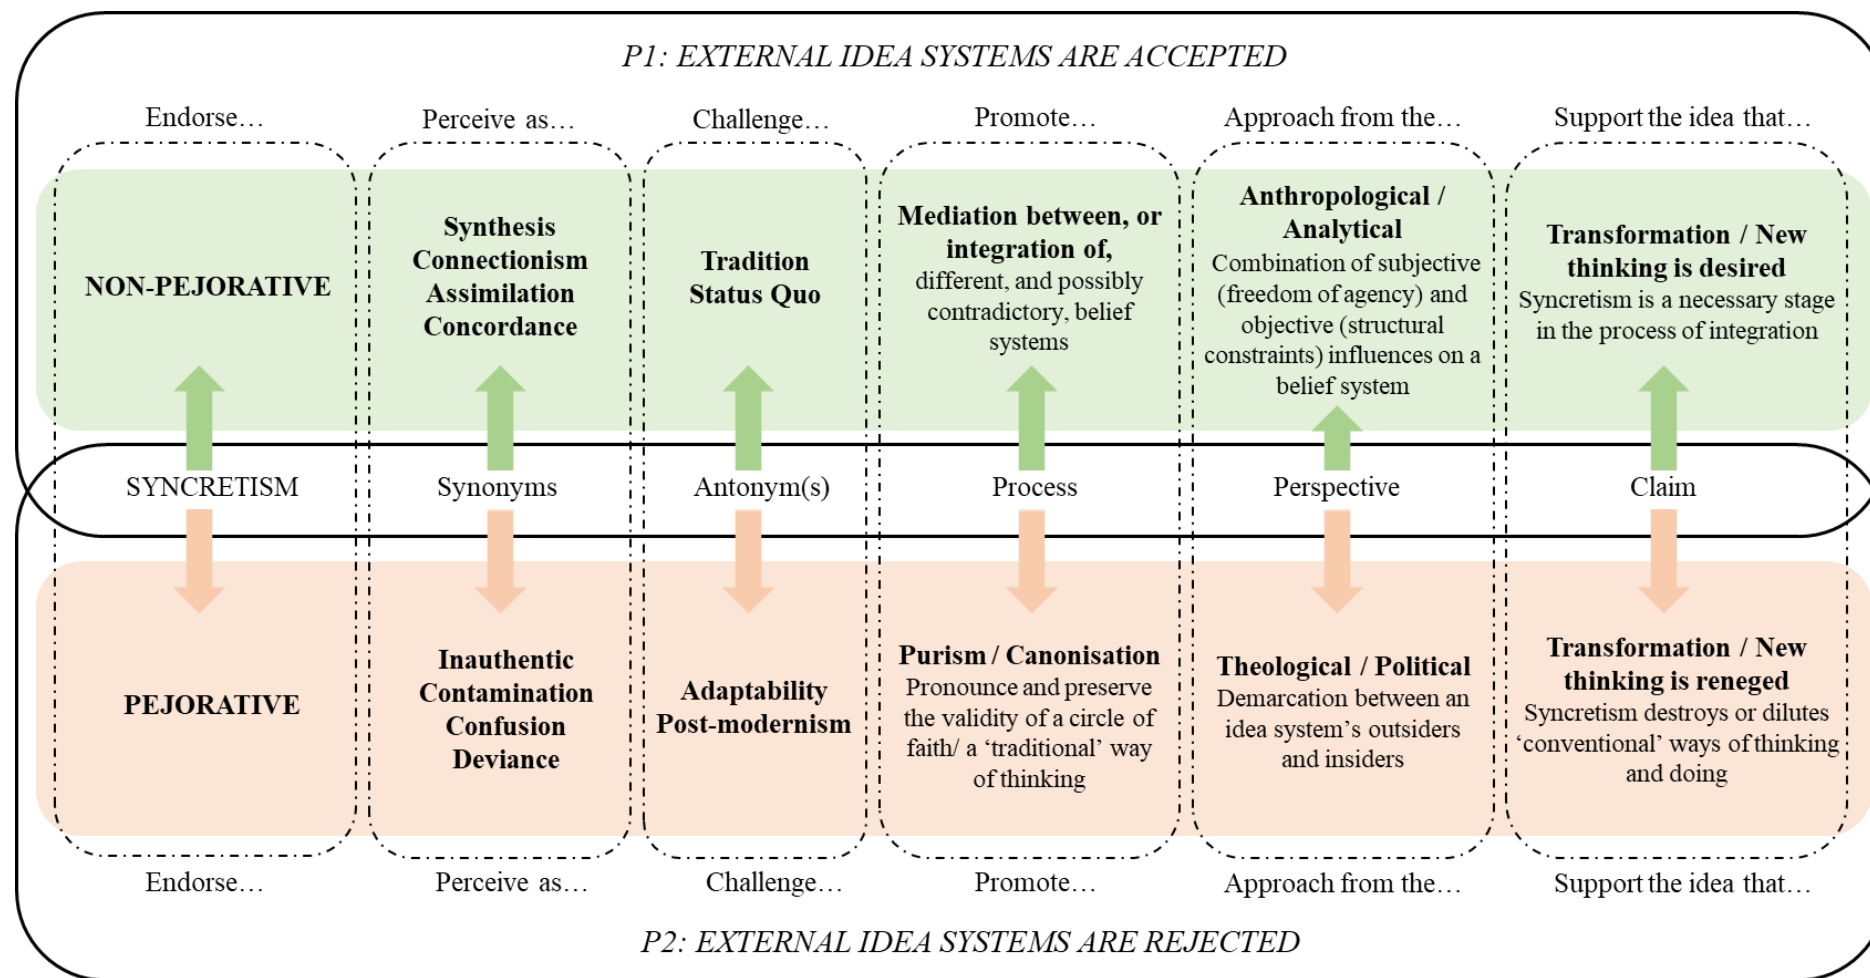 P1: EXTERNAL IDEA SYSTEMS ARE ACCEPTED
Endorse…
Perceive as…
Challenge…
Promote…
Approach from the…
Support the idea that…
NON-PEJORATIVE
Synthesis
Connectionism
Assimilation
Concordance
Tradition
Status Quo
Mediation between, or
integration of,
different, and possibly
contradictory, belief
systems
Anthropological /
Analytical
Combination of subjective
(freedom of agency) and
objective (structural
constraints) influences on a
belief system
Transformation / New
thinking is desired
Syncretism is a necessary stage
in the process of integration
SYNCRETISM
Synonyms
Antonym(s)
Process
Perspective
Claim
PEJORATIVE
Inauthentic
Contamination
Confusion
Deviance
Adaptability
Post-modernism
Purism / Canonisation
Pronounce and preserve
the validity of a circle of
faith/ a ‘traditional’ way
of thinking
Theological / Political
Demarcation between an
idea system’s outsiders
and insiders
Transformation / New
thinking is reneged
Syncretism destroys or dilutes
‘conventional’ ways of thinking
and doing
Endorse…
Perceive as…
Challenge…
Promote…
Approach from the…
Support the idea that…
P2: EXTERNAL IDEA SYSTEMS ARE REJECTED